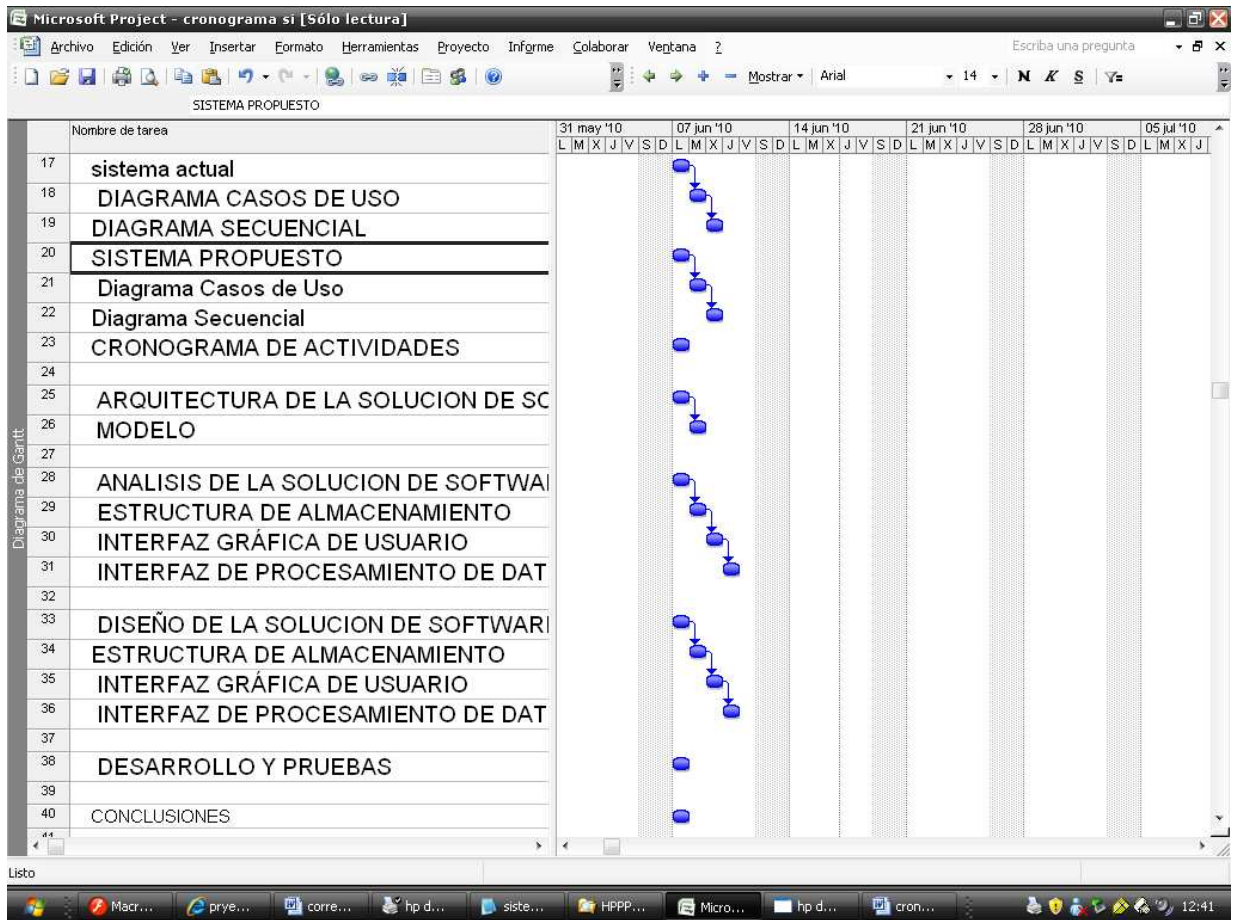 Microsoft Project - cronograma si [Sólo lectura]
Archivo Edición Ver Insertar Formato Herramientas Proyecto Informe Colaborar Ventana ? Escriba una pregunta
Mostrar Arial 14 N K S
SISTEMA PROPUESTO
Nombre de tarea 31 may '10 07 jun '10 14 jun '10 21 jun '10 28 jun '10 05 jul '10
L M X J V S D L M X J V S D L M X J V S D L M X J V S D L M X J V S D L M X J
17 sistema actual
18 DIAGRAMA CASOS DE USO
19 DIAGRAMA SECUENCIAL
20 SISTEMA PROPUESTO
21 Diagrama Casos de Uso
22 Diagrama Secuencial
23 CRONOGRAMA DE ACTIVIDADES
24
25 ARQUITECTURA DE LA SOLUCION DE SO
26 MODELO
27
28 ANALISIS DE LA SOLUCION DE SOFTWA
29 ESTRUCTURA DE ALMACENAMIENTO
30 INTERFAZ GRÁFICA DE USUARIO
31 INTERFAZ DE PROCESAMIENTO DE DAT
32
33 DISEÑO DE LA SOLUCION DE SOFTWAR
34 ESTRUCTURA DE ALMACENAMIENTO
35 INTERFAZ GRÁFICA DE USUARIO
36 INTERFAZ DE PROCESAMIENTO DE DAT
37
38 DESARROLLO Y PRUEBAS
39
40 CONCLUSIONES
Diagrama de Gantt
Listo
Macr... prye... corre... hp d... siste... HPPP... Micro... hp d... cron... 12:41